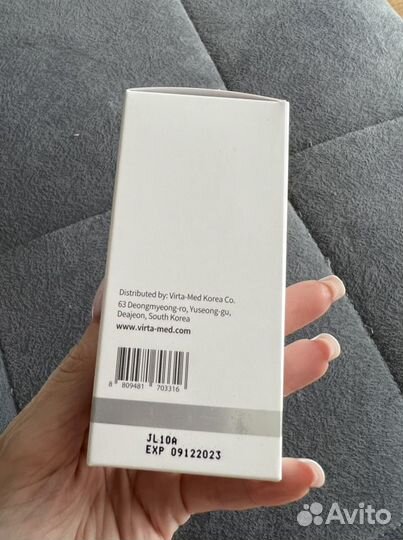 Distributed by: Virta-Med Korea Co.
63 Deongmyeong-ro, Yuseong-gu,
Deajeon, South Korea
www.virta-med.com
8 809481 703316
JL10A
EXP 09122023
Avito